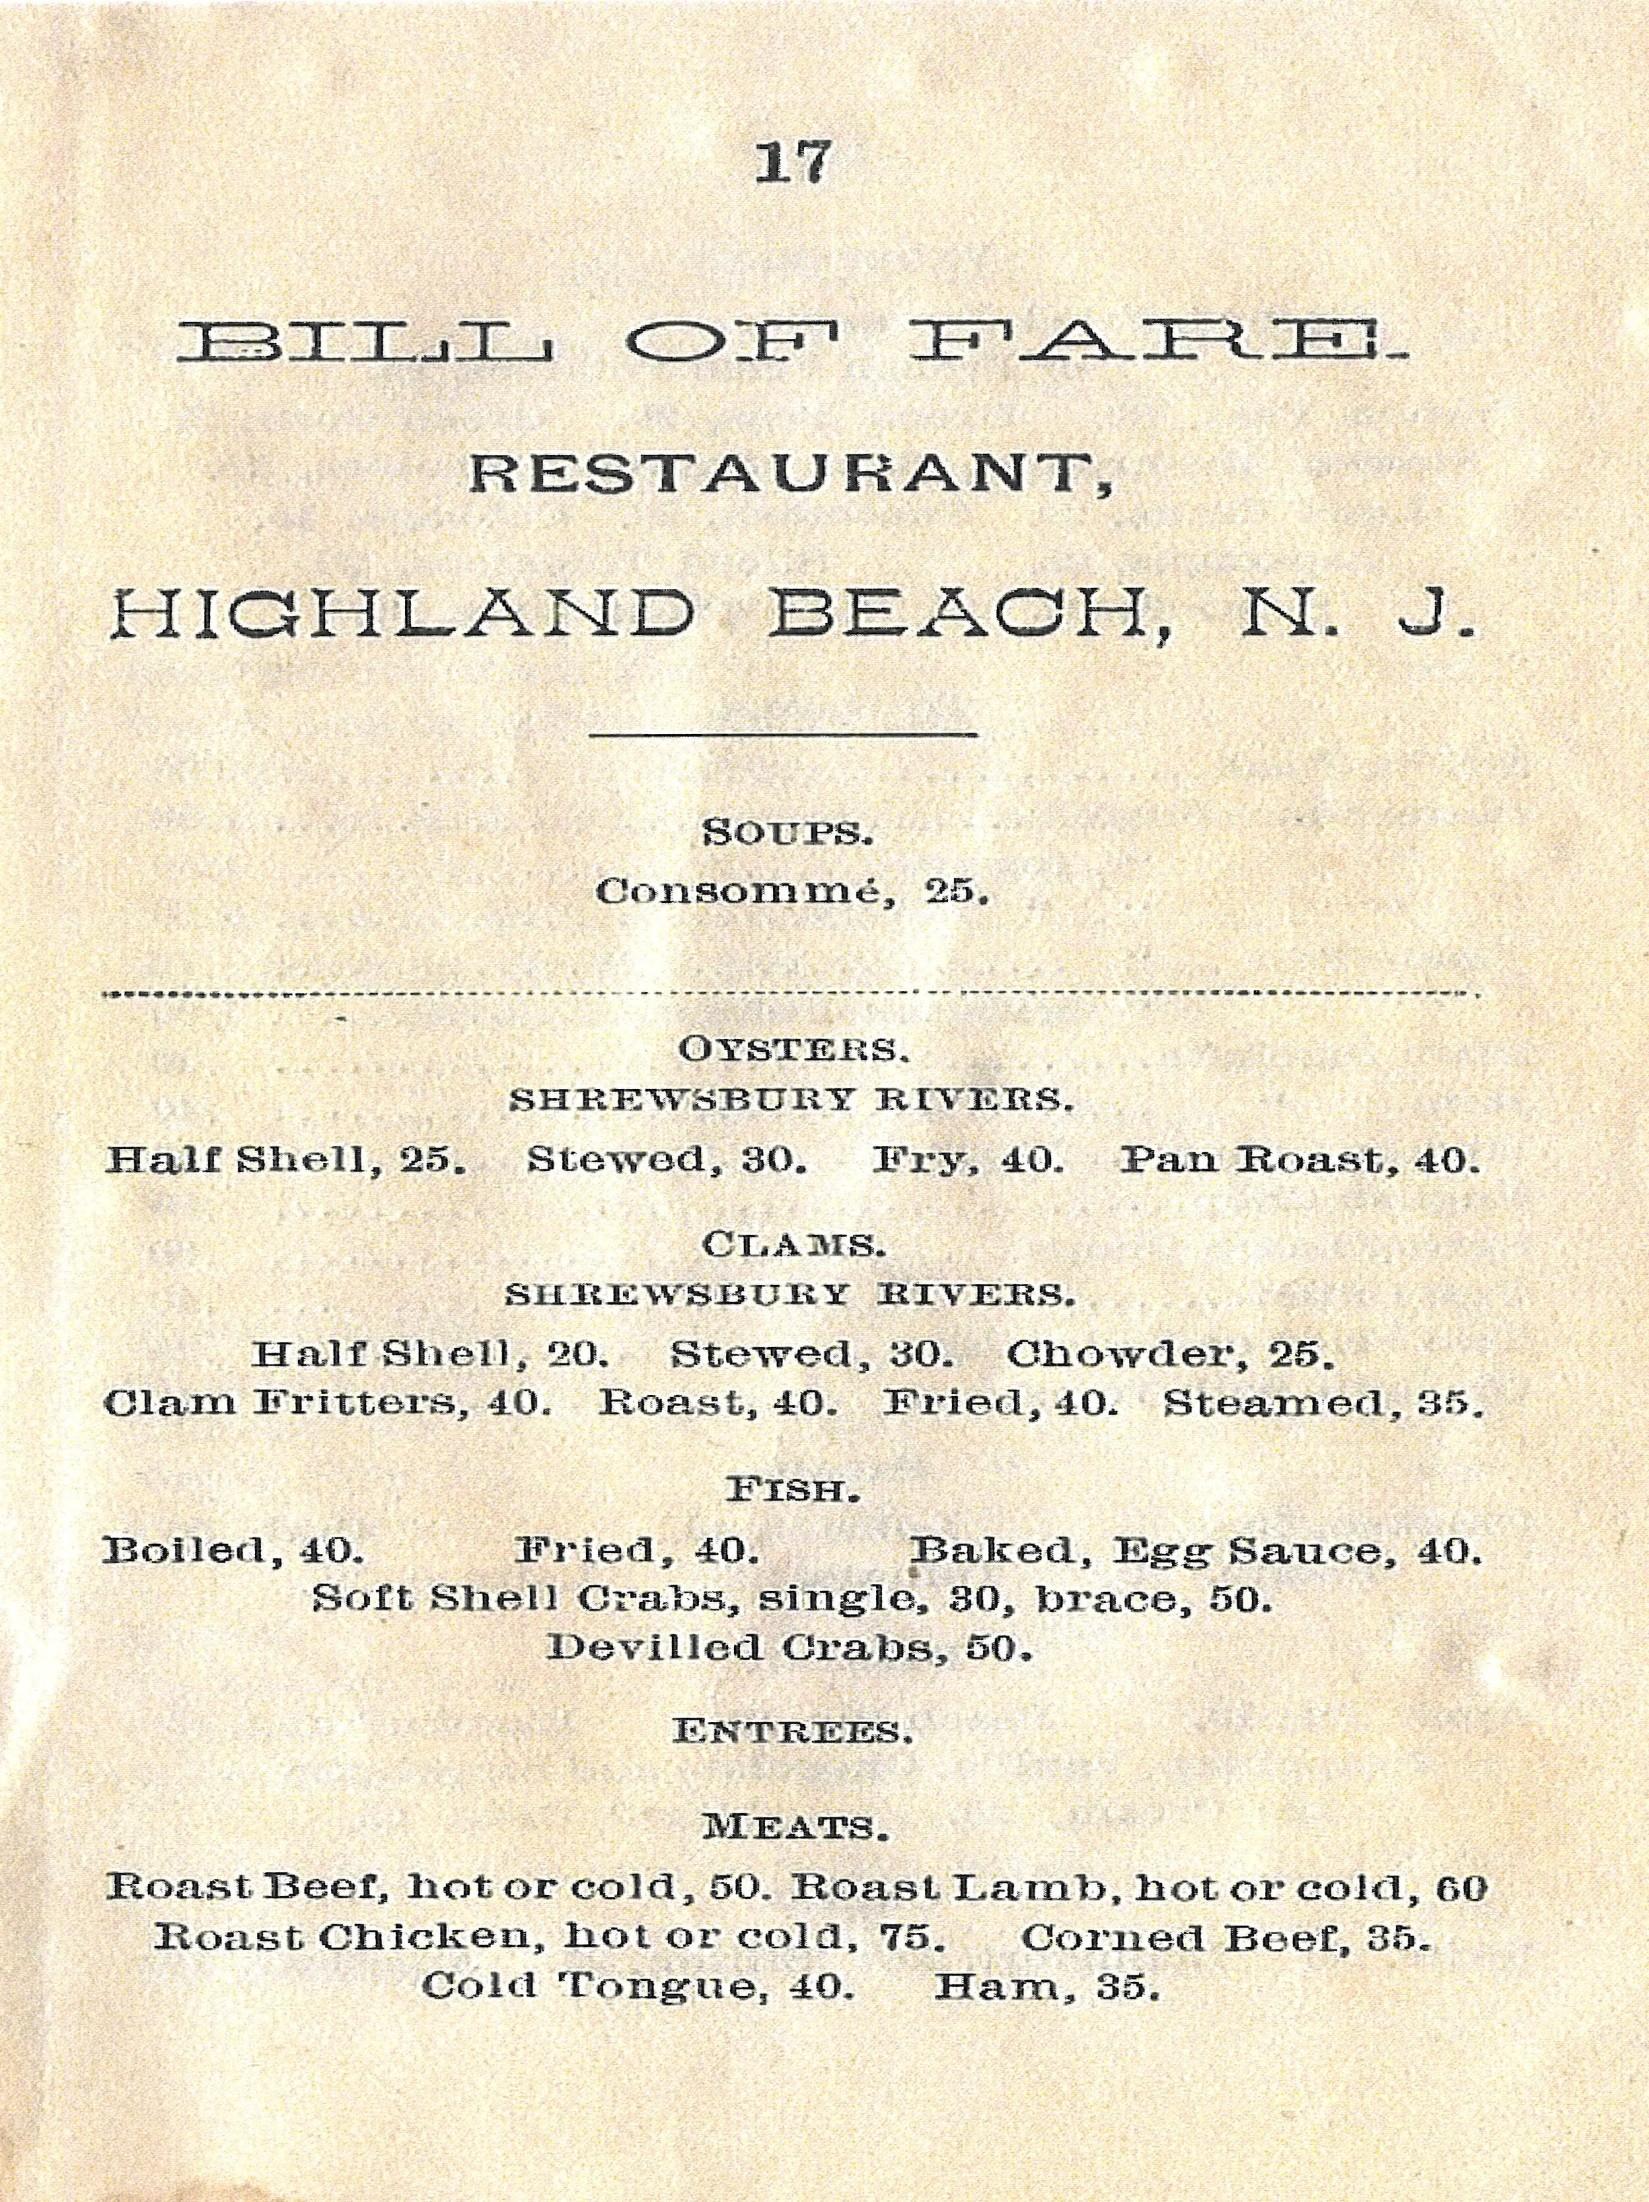 17
BILL OF FARE.
RESTAURANT,
HIGHLAND BEACH, N. J.
SOUPS.
Consommé, 25.
OYSTERS.
SHREWSBURY RIVERS.
Half Shell, 25. Stewed, 30. Fry, 40. Pan Roast, 40.
CLAMS.
SHREWSBURY RIVERS.
Half Shell, 20. Stewed, 30. Chowder, 25.
Clam Fritters, 40. Roast, 40. Fried, 40. Steamed, 35.
FISH.
Boiled, 40. Fried, 40. Baked, Egg Sauce, 40.
Soft Shell Crabs, single, 30, brace, 50.
Devilled Crabs, 50.
ENTREES.
MEATS.
Roast Beef, hot or cold, 50. Roast Lamb, hot or cold, 60
Roast Chicken, hot or cold, 75. Corned Beef, 35.
Cold Tongue, 40. Ham, 35.